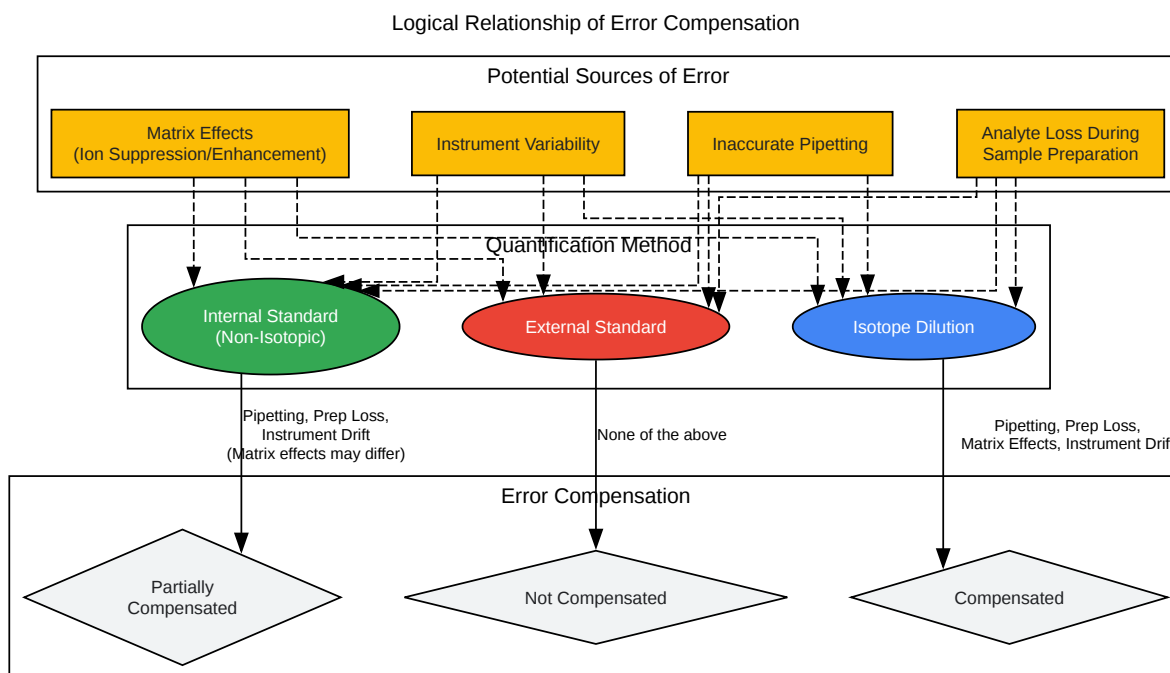 Logical Relationship of Error Compensation
Potential Sources of Error
Matrix Effects
(Ion Suppression/Enhancement)
Instrument Variability
Inaccurate Pipetting
Analyte Loss During
Sample Preparation
Quantification Method
Internal Standard
(Non-Isotopic)
External Standard
Isotope Dilution
Pipetting, Prep Loss,
Instrument Drift
(Matrix effects may differ)
None of the above
Pipetting, Prep Loss,
Matrix Effects, Instrument Drif
Error Compensation
Partially
Compensated
Not Compensated
Compensated